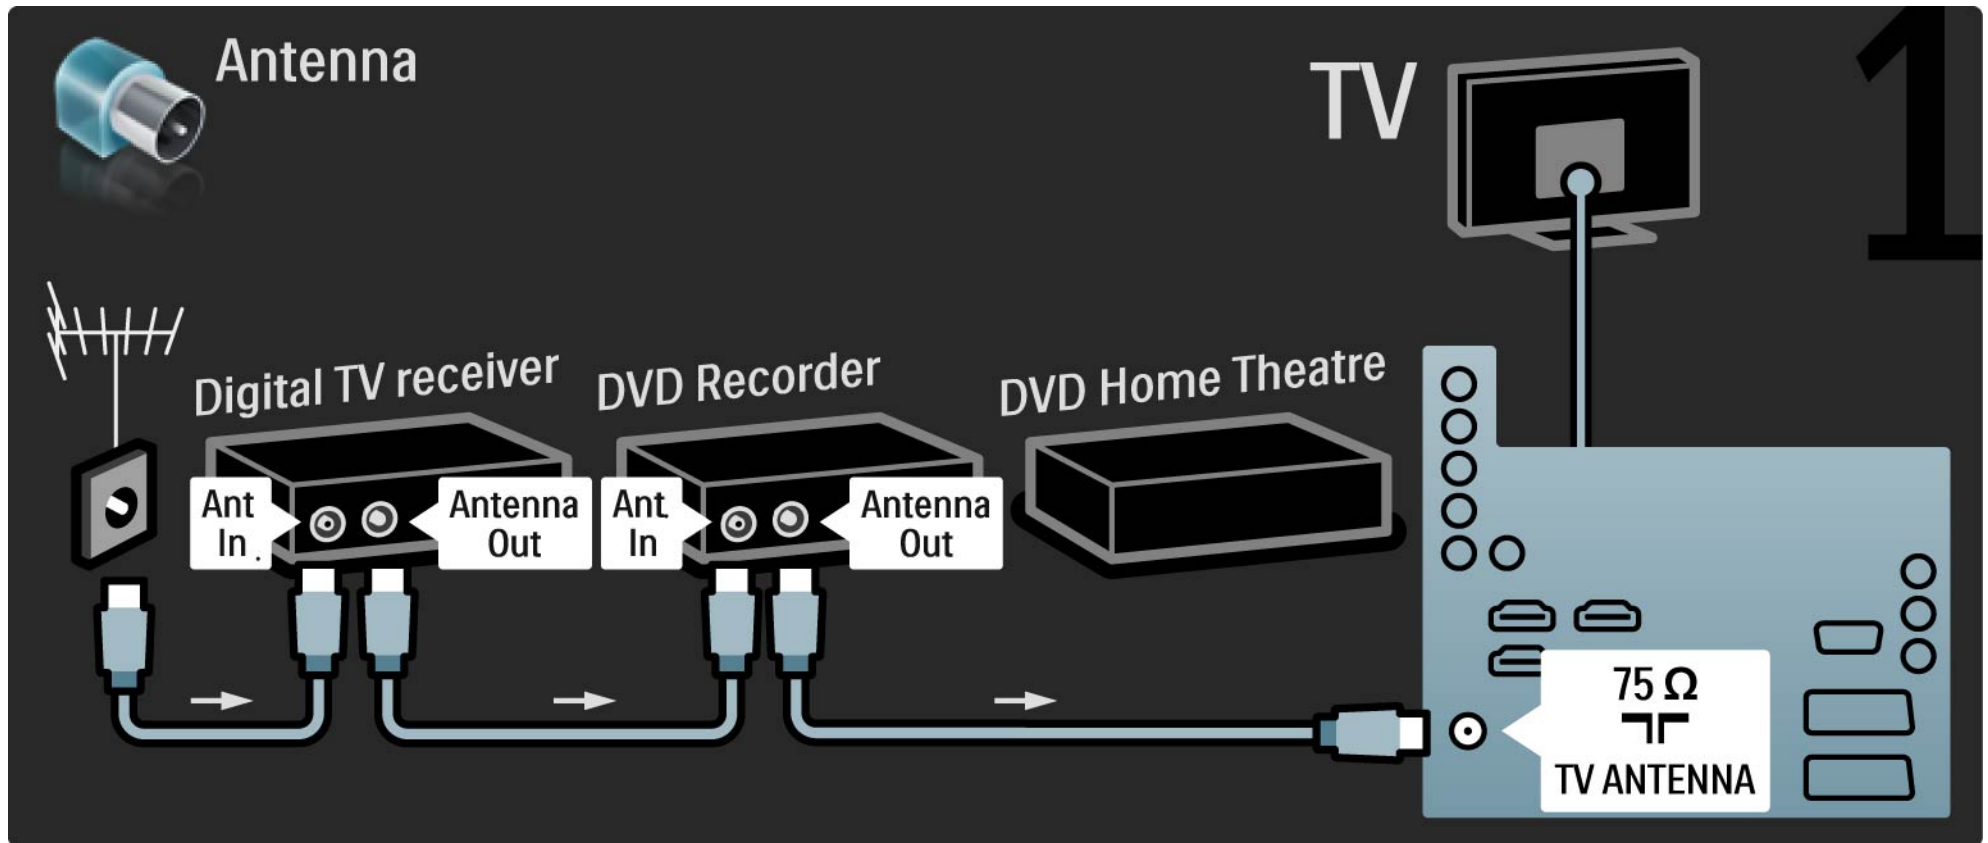 Antenna
TV
1
Digital TV receiver
DVD Recorder
DVD Home Theatre
Ant
In .
Antenna
Out
Ant.
In
Antenna
Out
75 Ω
TV ANTENNA